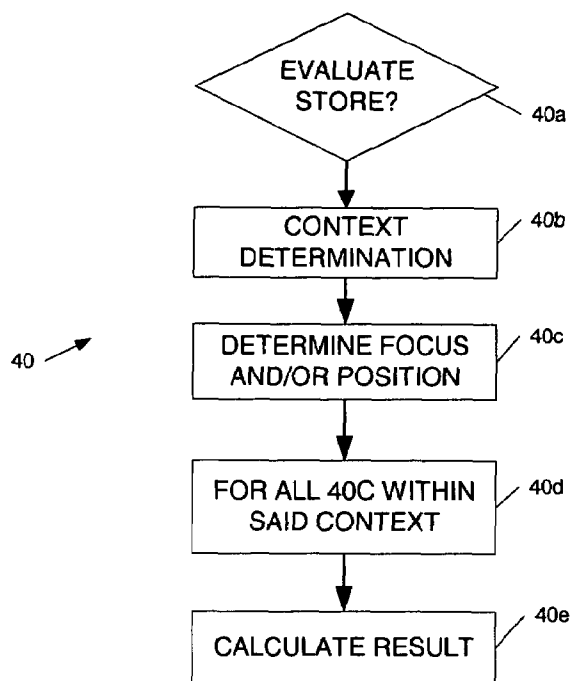 EVALUATE
STORE?
40a
CONTEXT
DETERMINATION
40b
40
DETERMINE FOCUS
AND/OR POSITION
40c
FOR ALL 40C WITHIN
SAID CONTEXT
40d
CALCULATE RESULT
40e